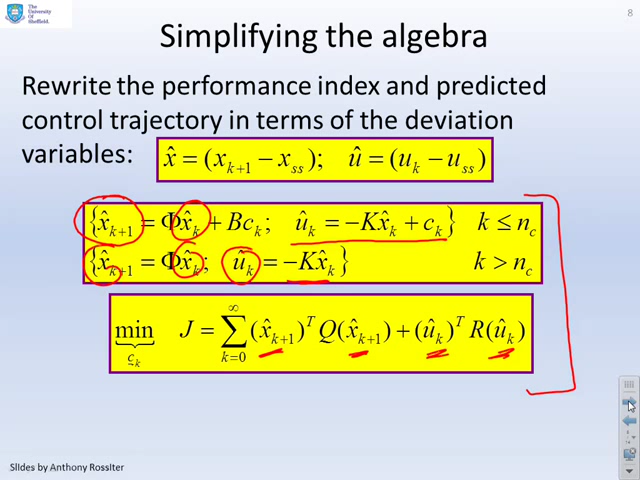 The
University
Of
Sheffield.
8
Simplifying the algebra
Rewrite the performance index and predicted
control trajectory in terms of the deviation
variables:
x̂ = (x_{k+1} − x_{ss}); û = (u_k − u_{ss})
{x̂_{k+1} = Φx̂_k + Bc_k; û_k = −Kx̂_k + c_k} k ≤ n_c
{x̂_{k+1} = Φx̂_k; û_k = −Kx̂_k} k > n_c
min_{c_k} J = ∑_{k=0}^{∞} (x̂_{k+1})^T Q(x̂_{k+1}) + (û_k)^T R(û_k)
Slides by Anthony Rossiter